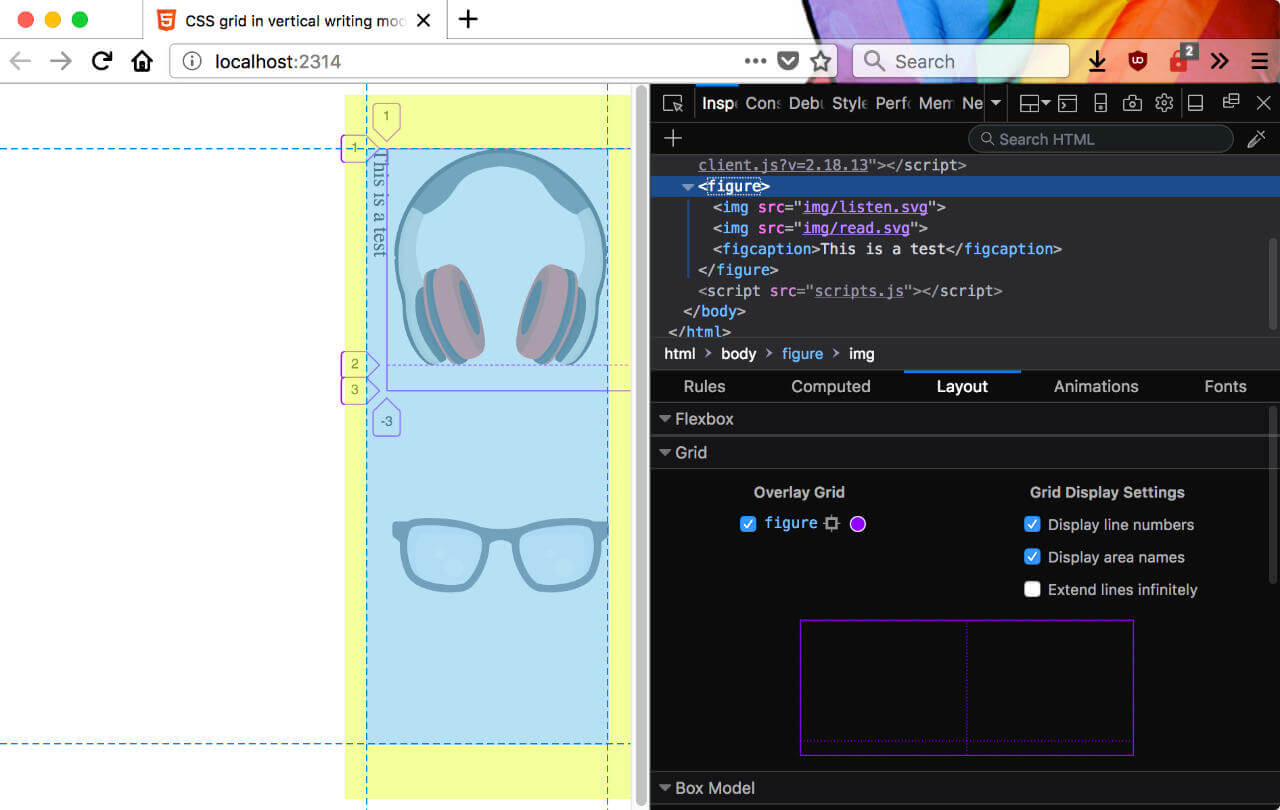 CSS grid in vertical writing mod
localhost:2314
Search
2
Insp Cons Debu Style Perf Mem Ne
Search HTML
client.js?v=2.18.13"></script>
<figure>
<img src="img/listen.svg">
<img src="img/read.svg">
<figcaption>This is a test</figcaption>
</figure>
<script src="scripts.js"></script>
</body>
</html>
html > body > figure > img
Rules Computed Layout Animations Fonts
Flexbox
Grid
Overlay Grid
figure
Grid Display Settings
Display line numbers
Display area names
Extend lines infinitely
Box Model
1
1
This is a test
2
3
-3